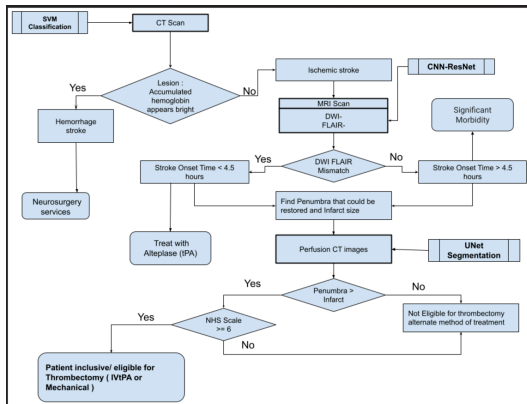 SVM
Classification
CT Scan
Lesion :
Accumulated
hemoglobin
appears bright
Yes
No
Ischemic stroke
CNN-ResNet
Hemorrhage
stroke
MRI Scan
DWI-
FLAIR-
Significant
Morbidity
Neurosurgery
services
Stroke Onset Time < 4.5
hours
Yes
DWI FLAIR
Mismatch
No
Stroke Onset Time > 4.5
hours
Find Penumbra that could be
restored and Infarct size
Treat with
Alteplase (tPA)
Perfusion CT images
UNet
Segmentation
Yes
Penumbra >
Infarct
No
Yes
NHS Scale
>= 6
No
Not Eligible for thrombectomy
alternate method of treatment
Patient inclusive/ eligible for
Thrombectomy ( IVtPA or
Mechanical )